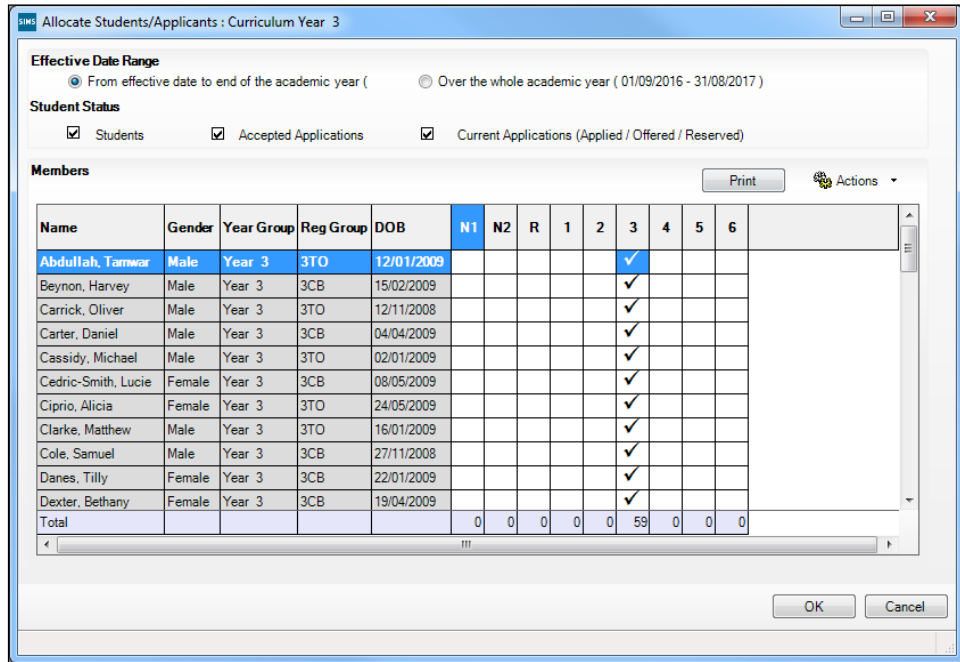 SIMS Allocate Students/Applicants : Curriculum Year 3
Effective Date Range
From effective date to end of the academic year ( Over the whole academic year ( 01/09/2016 - 31/08/2017 )
Student Status
Students Accepted Applications Current Applications (Applied / Offered / Reserved)
Members
Print Actions
Name Gender Year Group Reg Group DOB N1 N2 R 1 2 3 4 5 6
Abdullah, Tamwar Male Year 3 3TO 12/01/2009 ✓
Beynon, Harvey Male Year 3 3CB 15/02/2009 ✓
Carrick, Oliver Male Year 3 3TO 12/11/2008 ✓
Carter, Daniel Male Year 3 3CB 04/04/2009 ✓
Cassidy, Michael Male Year 3 3TO 02/01/2009 ✓
Cedric-Smith, Lucie Female Year 3 3CB 08/05/2009 ✓
Ciprio, Alicia Female Year 3 3TO 24/05/2009 ✓
Clarke, Matthew Male Year 3 3TO 16/01/2009 ✓
Cole, Samuel Male Year 3 3CB 27/11/2008 ✓
Danes, Tilly Female Year 3 3CB 22/01/2009 ✓
Dexter, Bethany Female Year 3 3CB 19/04/2009 ✓
Total 0 0 0 0 0 59 0 0 0
OK Cancel